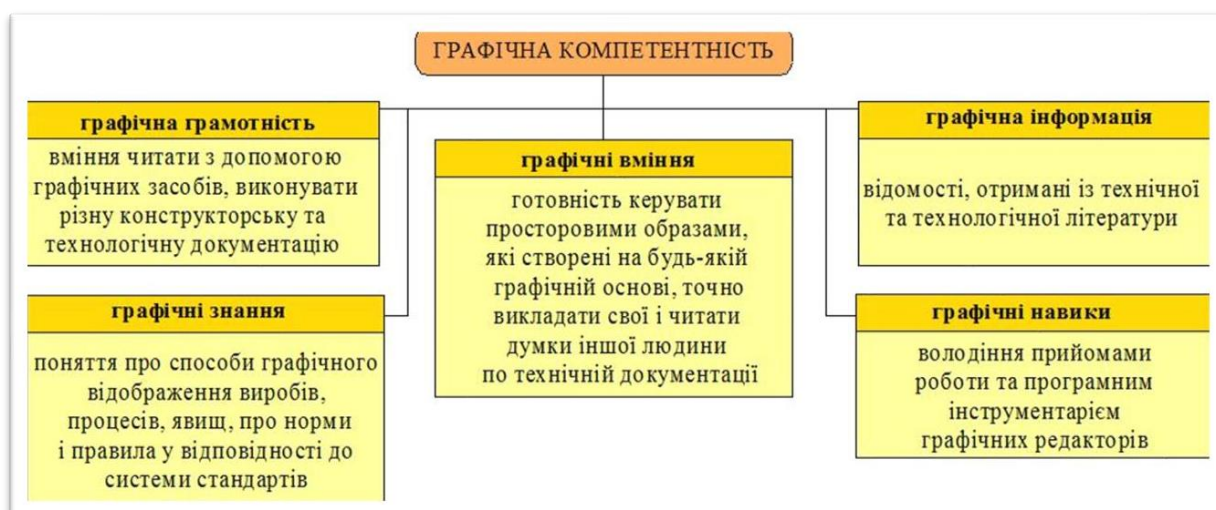 ГРАФІЧНА КОМПЕТЕНТНІСТЬ
графічна грамотність
вміння читати з допомогою
графічних засобів, виконувати
різну конструкторську та
технологічну документацію
графічні знання
поняття про способи графічного
відображення виробів,
процесів, явищ, про норми
і правила у відповідності до
системи стандартів
графічні вміння
готовність керувати
просторовими образами,
які створені на будь-якій
графічній основі, точно
викладати свої і читати
думки іншої людини
по технічній документації
графічна інформація
відомості, отримані із технічної
та технологічної літератури
графічні навики
володіння прийомами
роботи та програмним
інструментарієм
графічних редакторів